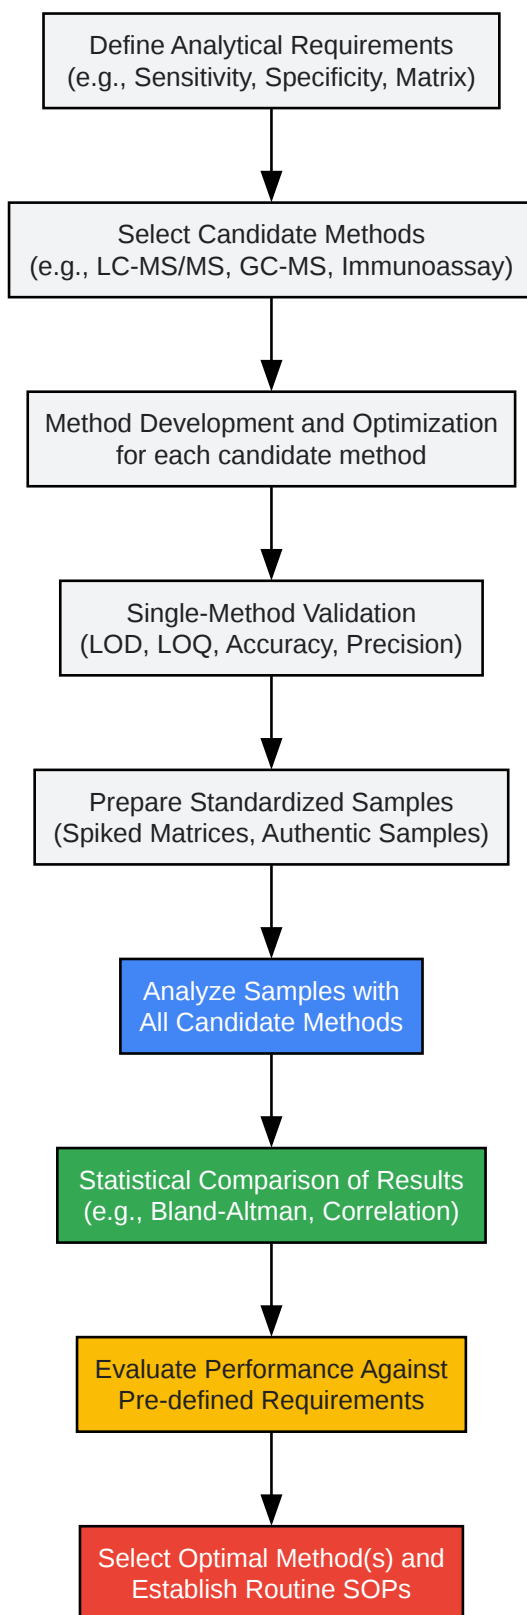 Define Analytical Requirements
(e.g., Sensitivity, Specificity, Matrix)
Select Candidate Methods
(e.g., LC-MS/MS, GC-MS, Immunoassay)
Method Development and Optimization
for each candidate method
Single-Method Validation
(LOD, LOQ, Accuracy, Precision)
Prepare Standardized Samples
(Spiked Matrices, Authentic Samples)
Analyze Samples with
All Candidate Methods
Statistical Comparison of Results
(e.g., Bland-Altman, Correlation)
Evaluate Performance Against
Pre-defined Requirements
Select Optimal Method(s) and
Establish Routine SOPs